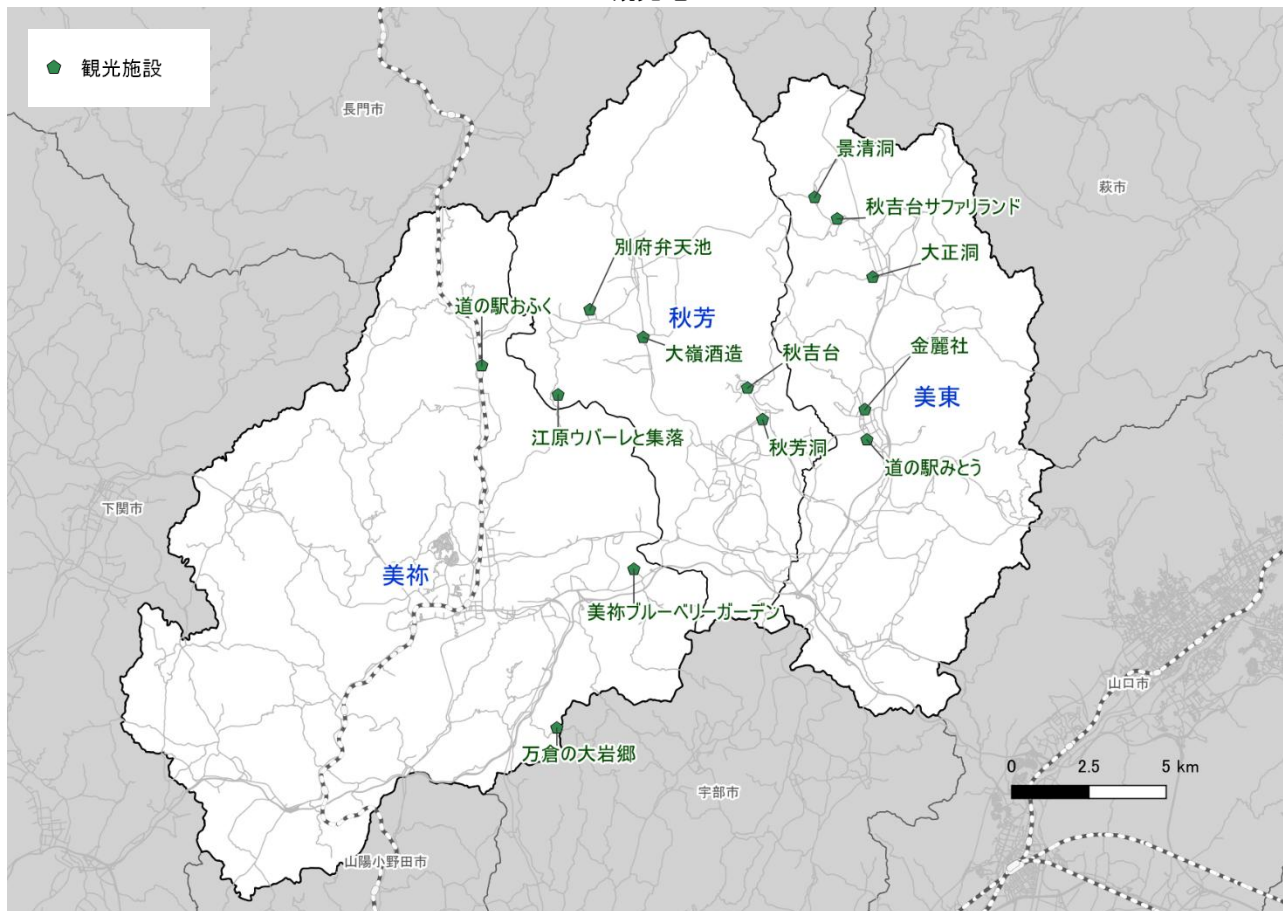 観光施設
長門市
萩市
景清洞
秋吉台サファリランド
別府弁天池
大正洞
道の駅おふく
秋芳
大嶺酒造
秋吉台
金麗社
美東
江原ウバーレと集落
秋芳洞
道の駅みとう
下関市
美祢
美祢ブルーベリーガーデン
山口市
万倉の大岩郷
0 2.5 5 km
宇部市
山陽小野田市